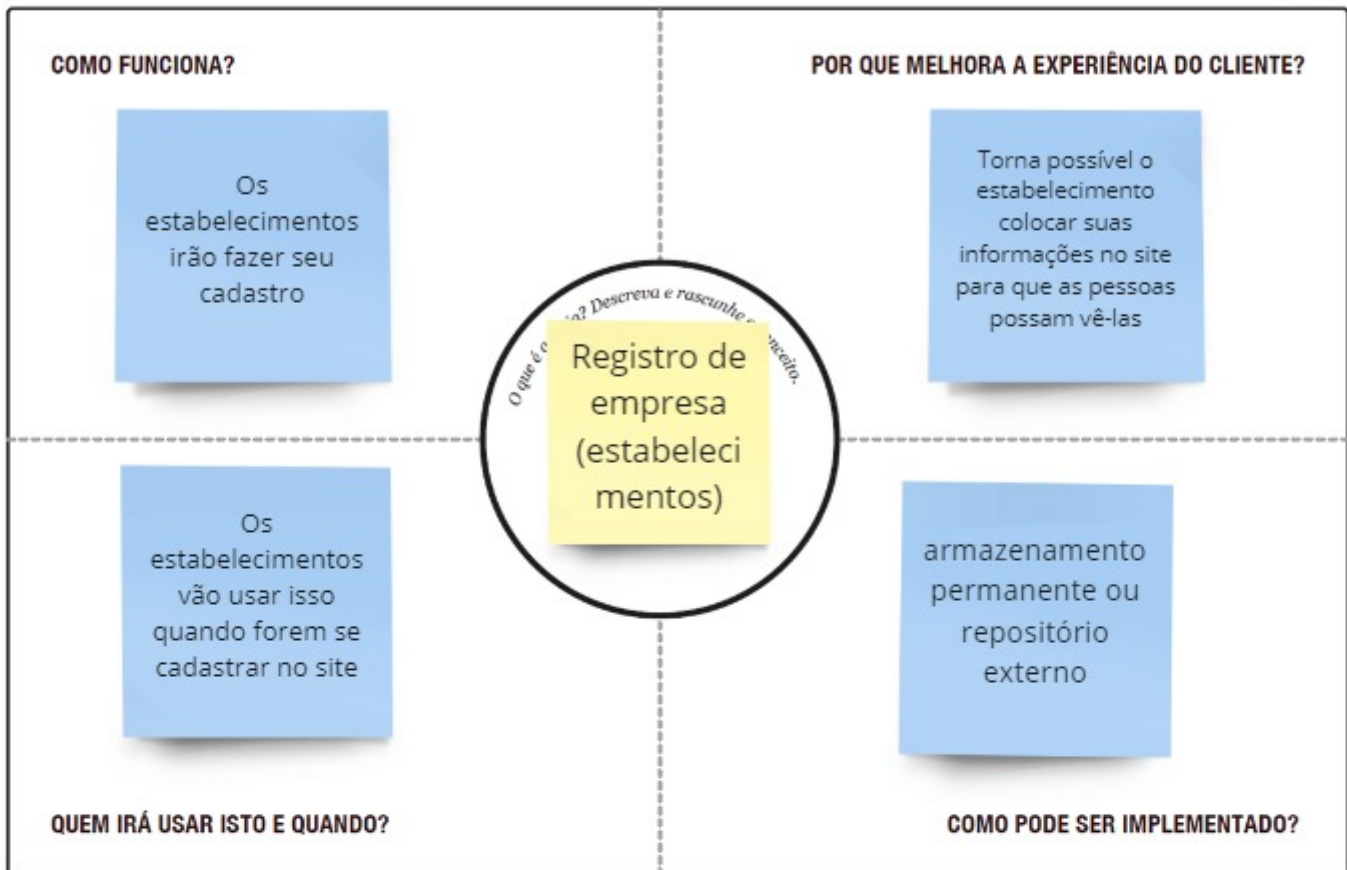 COMO FUNCIONA?
POR QUE MELHORA A EXPERIÊNCIA DO CLIENTE?
Os
estabelecimentos
irão fazer seu
cadastro
Torna possível o
estabelecimento
colocar suas
informações no site
para que as pessoas
possam vê-las
O que é o Descreva e rascunhe
Registro de
empresa
(estabeleci
mentos)
Os
estabelecimentos
vão usar isso
quando forem se
cadastrar no site
armazenamento
permanente ou
repositório
externo
QUEM IRÁ USAR ISTO E QUANDO?
COMO PODE SER IMPLEMENTADO?